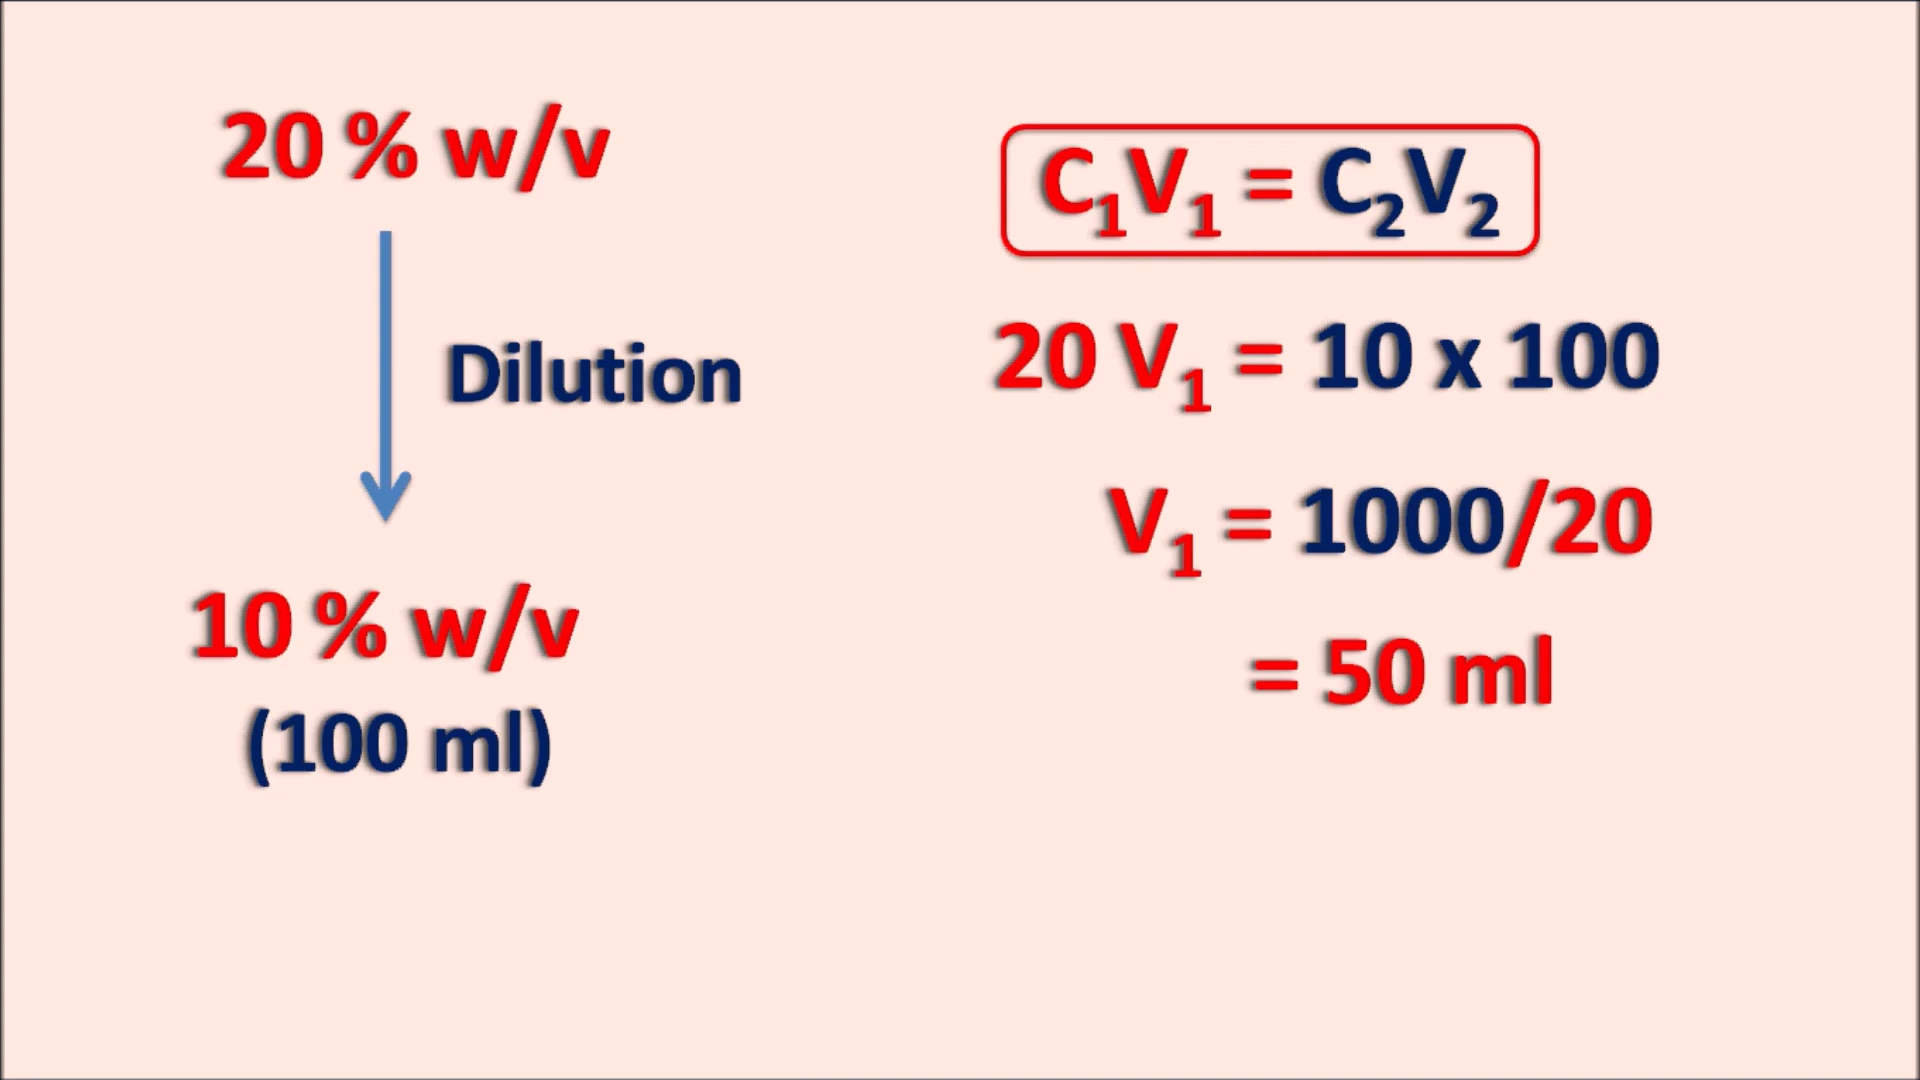 20 % w/v
Dilution
10 % w/v
(100 ml)
C₁V₁ = C₂V₂
20 V₁ = 10 x 100
V₁ = 1000/20
= 50 ml